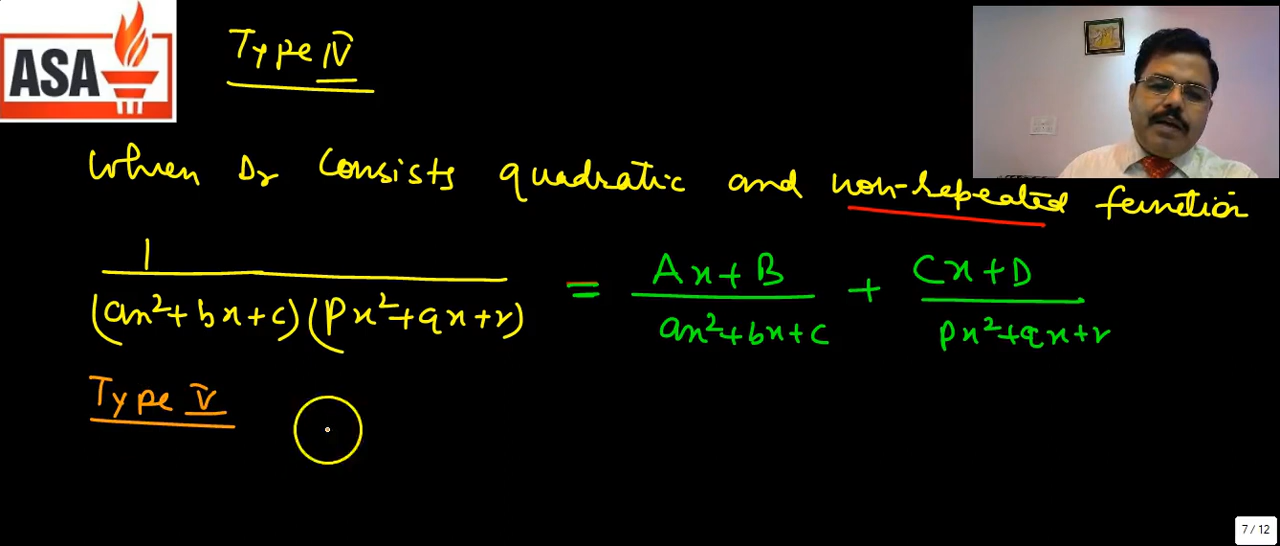 ASA
Type IV
When Dr consists quadratic and non-repeated function
1/((ax²+bx+c)(px²+qx+r)) = (Ax+B)/(ax²+bx+c) + (Cx+D)/(px²+qx+r)
Type V
7 / 12